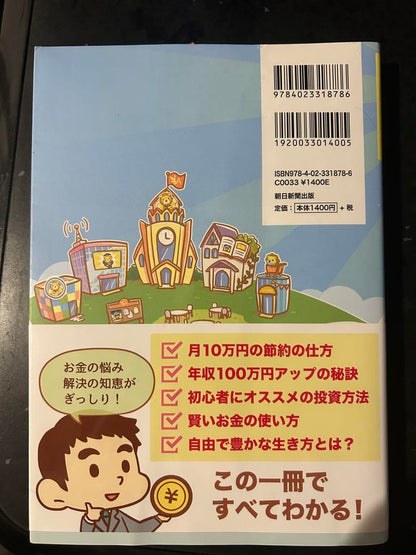 9784023318786
1920033014005
ISBN978-4-02-331878-6
C0033 ¥1400E
朝日新聞出版
定価：本体1400円＋税
お金の悩み
解決の知恵が
ぎっしり！
月10万円の節約の仕方
年収100万円アップの秘訣
初心者にオススメの投資方法
賢いお金の使い方
自由で豊かな生き方とは？
¥
この一冊で
すべてわかる！